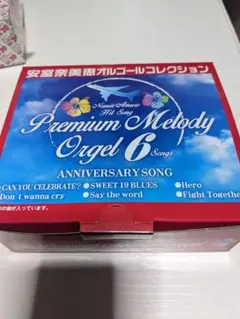 安室奈美恵オルゴールコレクション
Namie Amuro
Hit Song
Premium Melody
Orgel 6 Songs
ANNIVERSARY SONG
CAN YOU CELEBRATE? ●SWEET 19 BLUES ●Hero
Don't wanna cry ●Say the word ●Fight Together